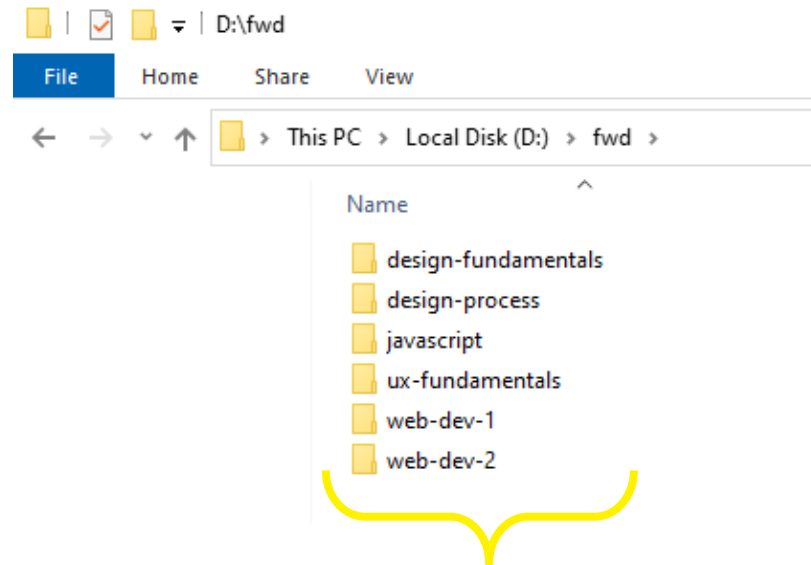 D:\fwd
File Home Share View
This PC > Local Disk (D:) > fwd >
Name
design-fundamentals
design-process
javascript
ux-fundamentals
web-dev-1
web-dev-2